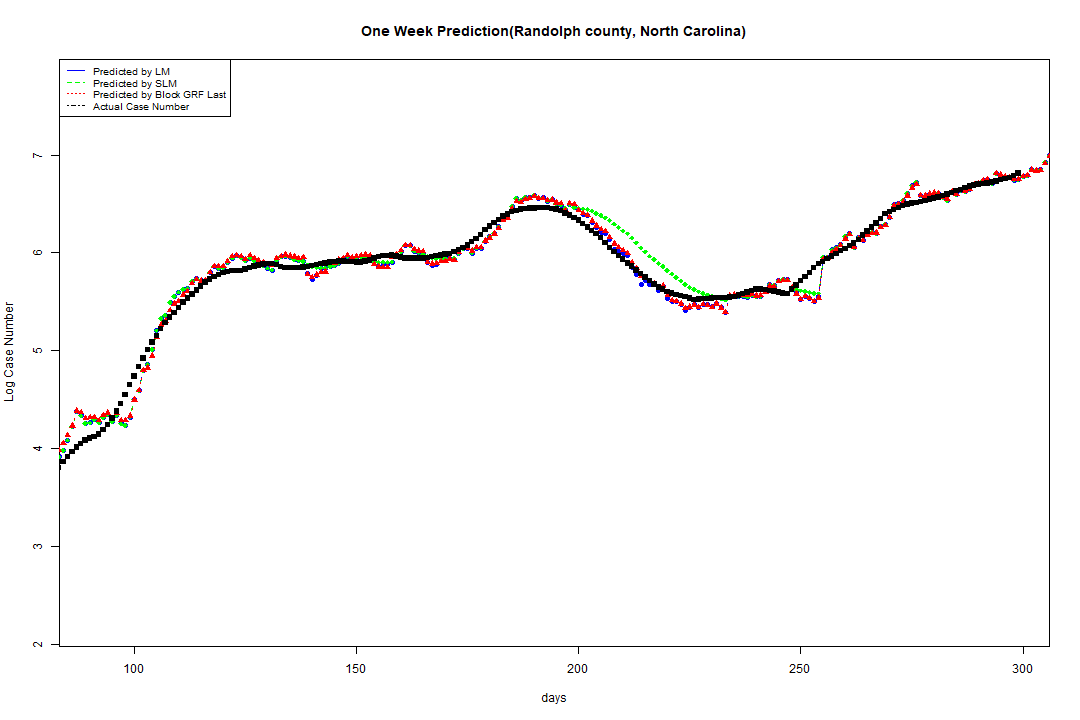 One Week Prediction(Randolph county, North Carolina)
Predicted by LM
Predicted by SLM
Predicted by Block GRF Last
Actual Case Number
7
6
5
4
3
2
Log Case Number
100 150 200 250 300
days